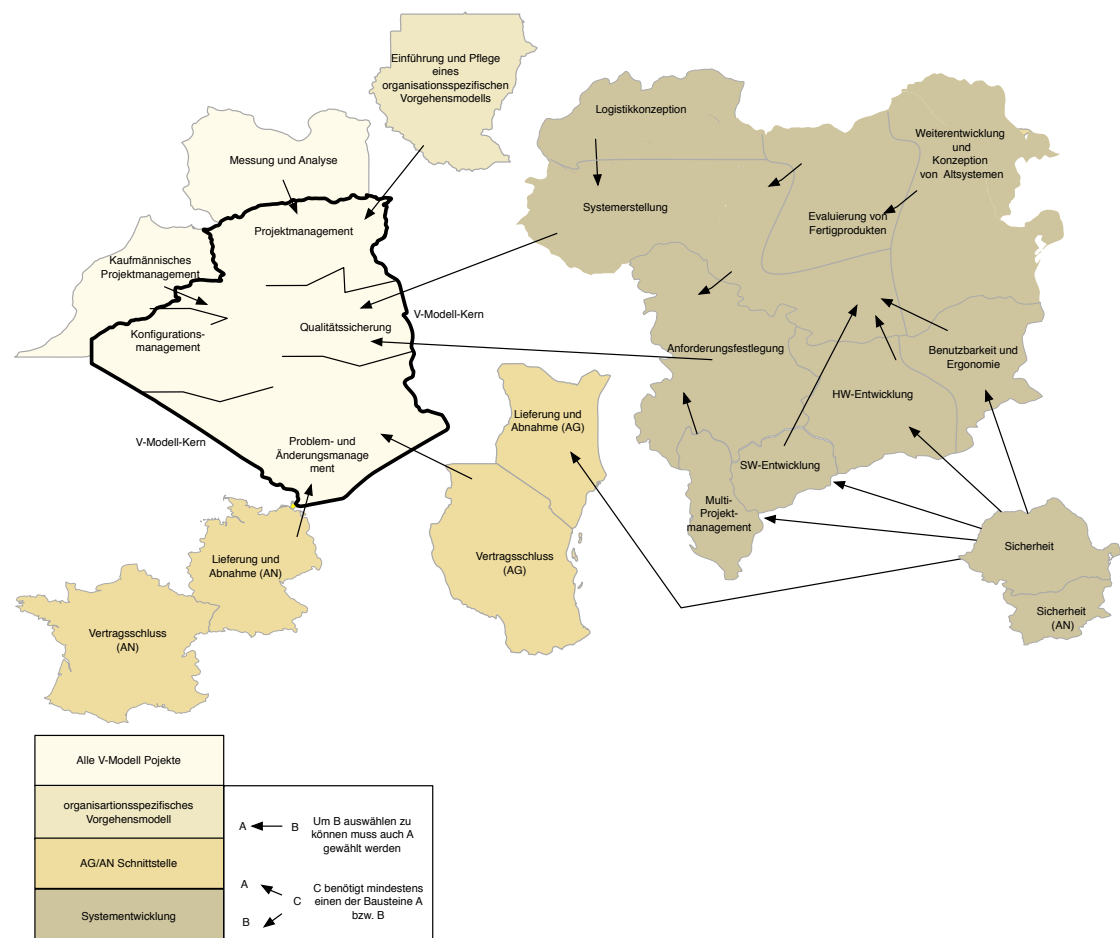 Einführung und Pflege
eines
organisationsspezifischen
Vorgehensmodells
Messung und Analyse
Projektmanagement
Kaufmännisches
Projektmanagement
Konfigurations-
management
Qualitätssicherung
V-Modell-Kern
V-Modell-Kern
Problem- und
Änderungsmanage
ment
Logistikkonzeption
Systemerstellung
Weiterentwicklung
und
Konzeption
von Altsystemen
Evaluierung von
Fertigprodukten
Anforderungsfestlegung
Benutzbarkeit und
Ergonomie
HW-Entwicklung
SW-Entwicklung
Multi-
Projekt-
management
Lieferung und
Abnahme (AG)
Vertragsschluss
(AG)
Lieferung und
Abnahme (AN)
Vertragsschluss
(AN)
Sicherheit
Sicherheit
(AN)
Alle V-Modell Pojekte
organisartionsspezifisches
Vorgehensmodell
AG/AN Schnittstelle
Systementwicklung
A
B
Um B auswählen zu
können muss auch A
gewählt werden
A
C
B
C benötigt mindestens
einen der Bausteine A
bzw. B